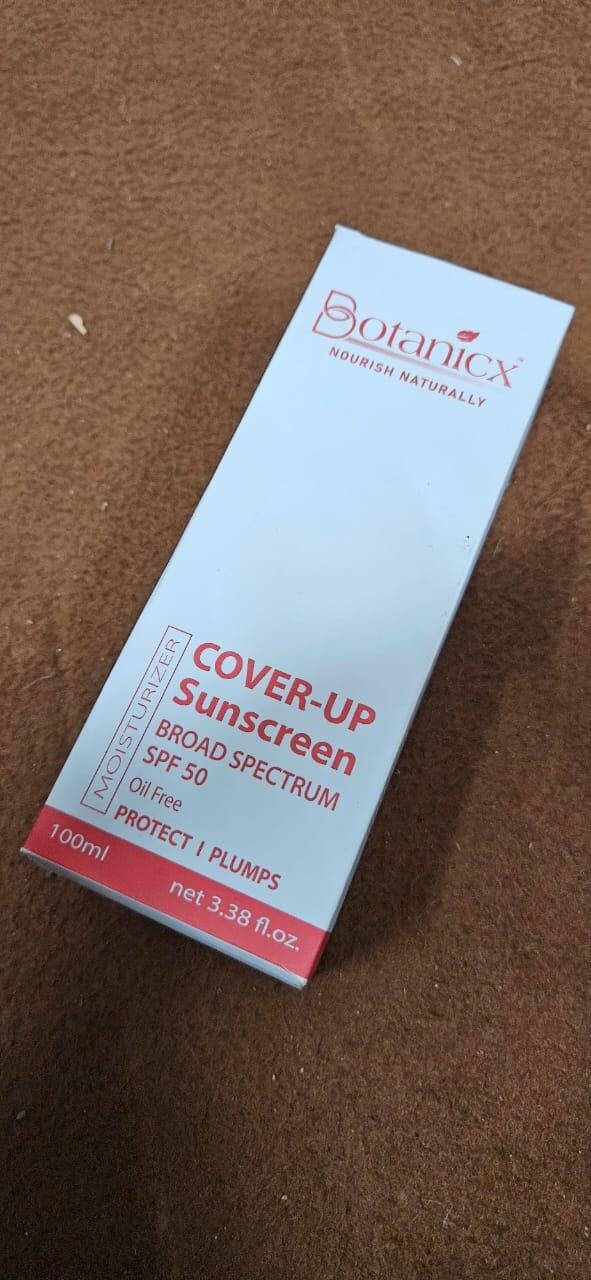 Botanicx
NOURISH NATURALLY
MOISTURIZER
COVER-UP
Sunscreen
BROAD SPECTRUM
SPF 50
Oil Free
PROTECT | PLUMPS
100ml
net 3.38 fl.oz.